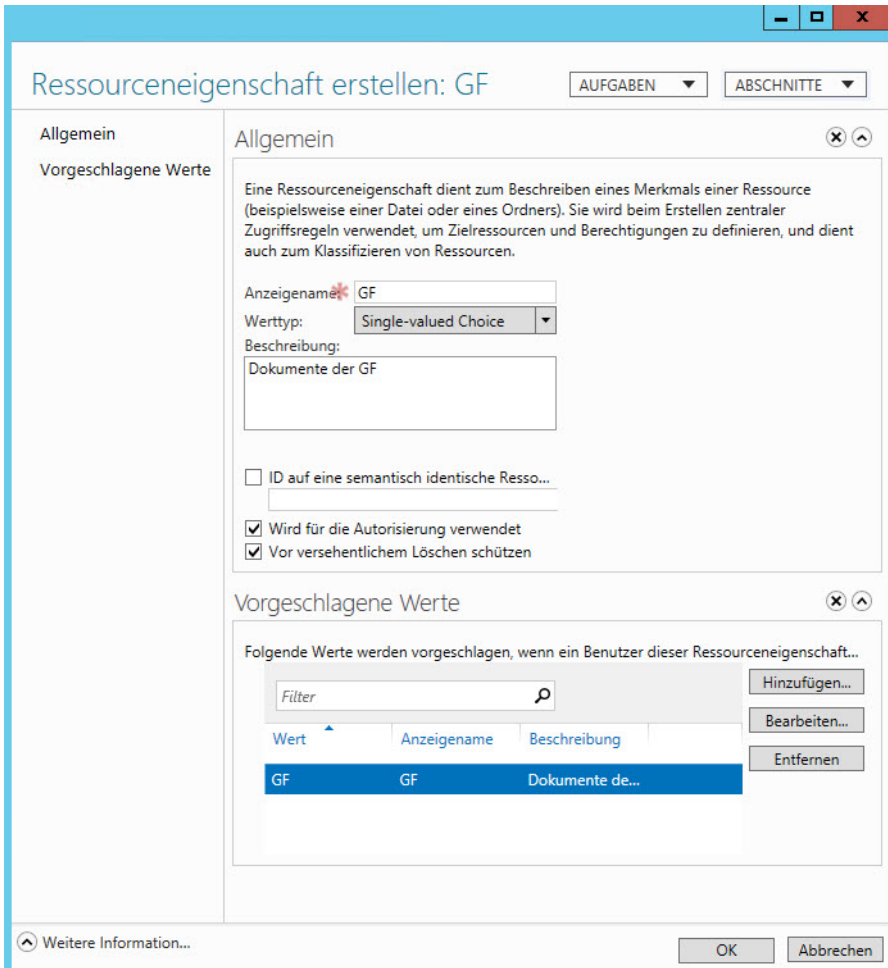 Ressourceneigenschaft erstellen: GF
AUFGABEN
ABSCHNITTE
Allgemein
Vorgeschlagene Werte
Allgemein
Eine Ressourceneigenschaft dient zum Beschreiben eines Merkmals einer Ressource
(beispielsweise einer Datei oder eines Ordners). Sie wird beim Erstellen zentraler
Zugriffsregeln verwendet, um Zielressourcen und Berechtigungen zu definieren, und dient
auch zum Klassifizieren von Ressourcen.
Anzeigename: GF
Werttyp: Single-valued Choice
Beschreibung:
Dokumente der GF
ID auf eine semantisch identische Resso...
Wird für die Autorisierung verwendet
Vor versehentlichem Löschen schützen
Vorgeschlagene Werte
Folgende Werte werden vorgeschlagen, wenn ein Benutzer dieser Ressourceneigenschaft...
Filter
Hinzufügen...
Bearbeiten...
Entfernen
Wert Anzeigename Beschreibung
GF GF Dokumente de...
Weitere Information...
OK Abbrechen